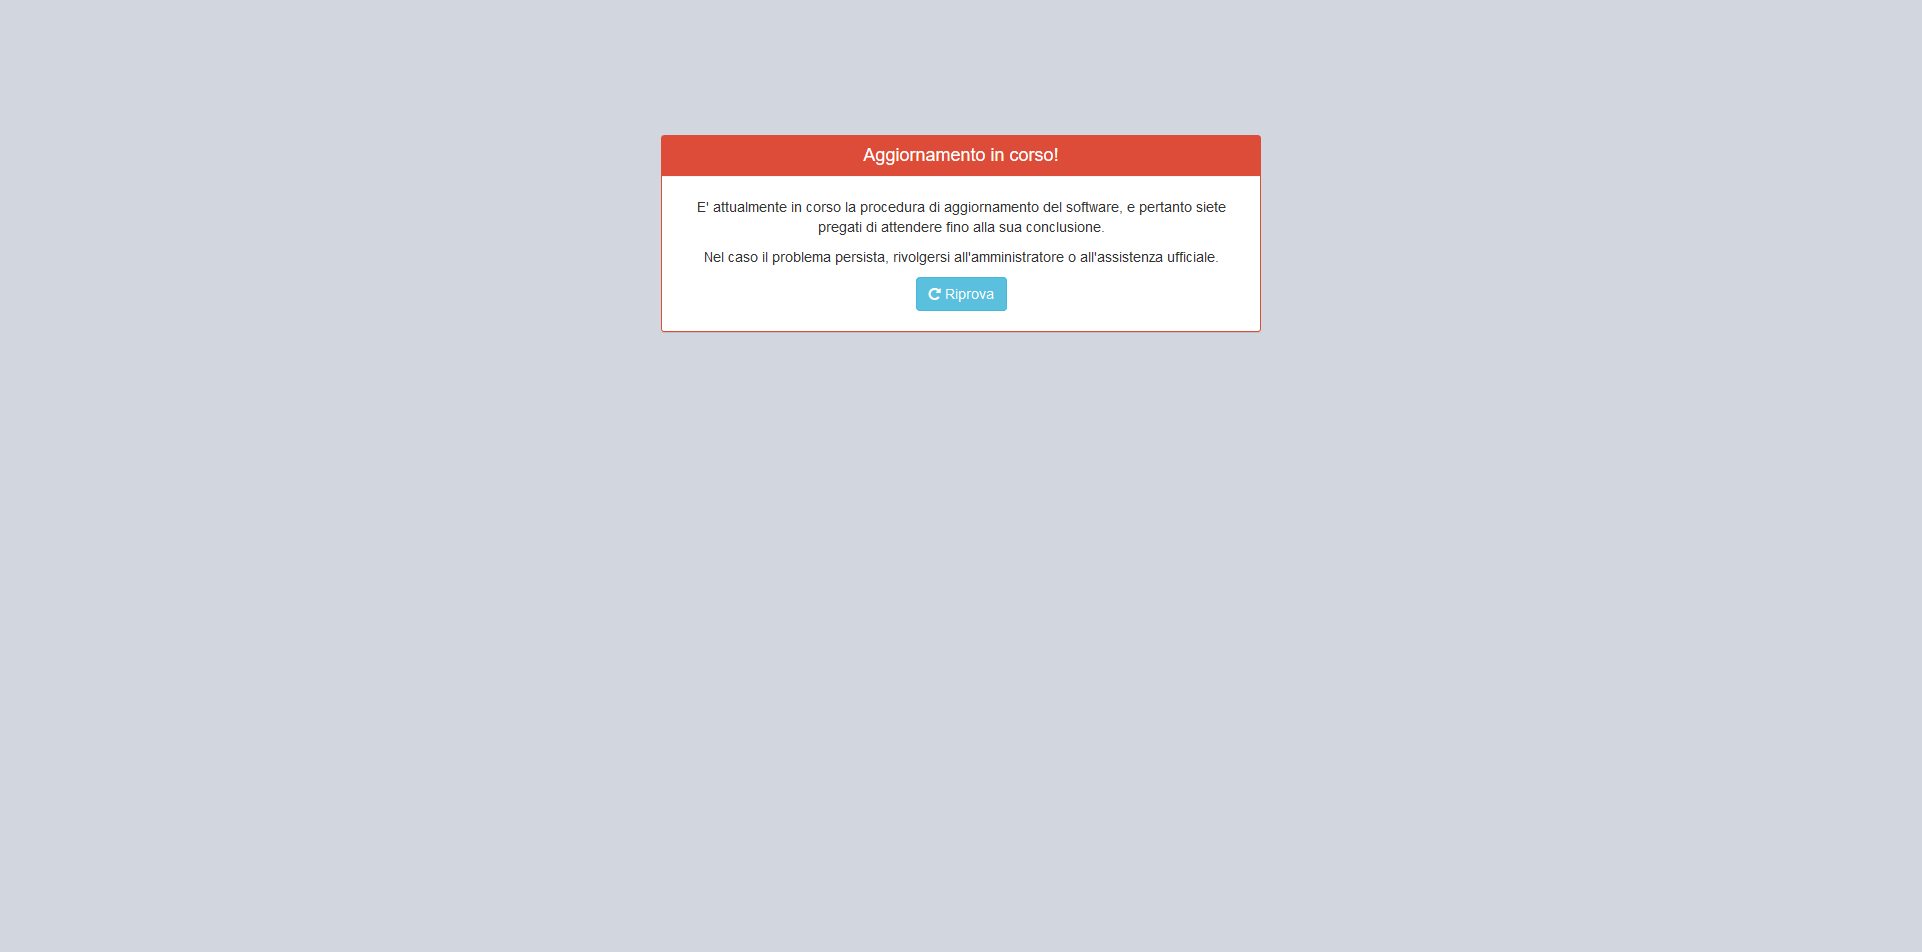 Aggiornamento in corso!
E' attualmente in corso la procedura di aggiornamento del software, e pertanto siete
pregati di attendere fino alla sua conclusione.
Nel caso il problema persista, rivolgersi all'amministratore o all'assistenza ufficiale.
Riprova